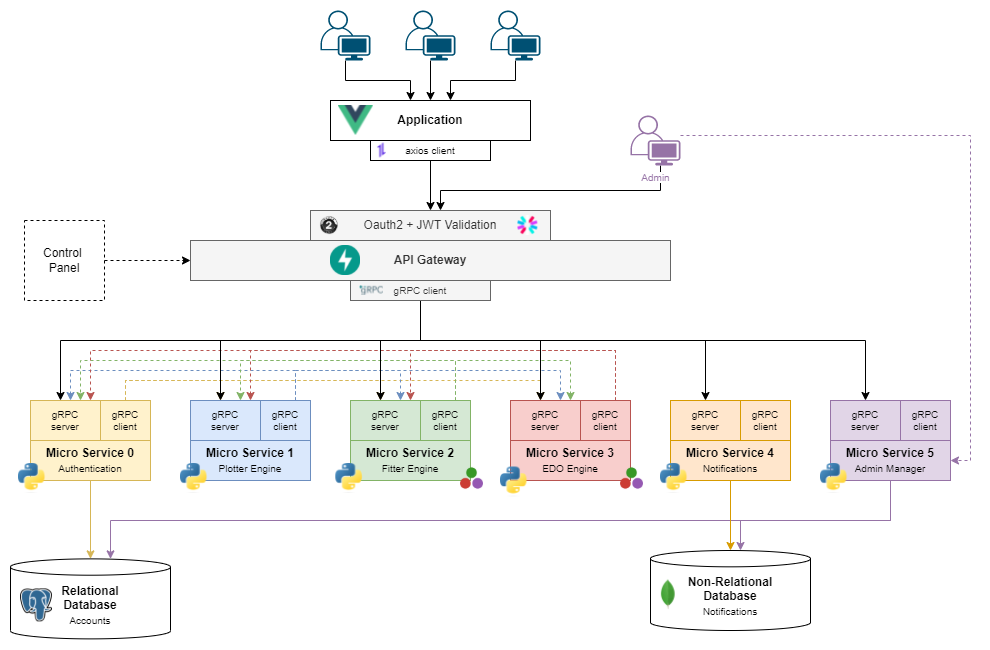 Application
axios client
Admin
2
Oauth2 + JWT Validation
Control
Panel
API Gateway
gRPC
gRPC client
gRPC
server
gRPC
client
Micro Service 0
Authentication
gRPC
server
gRPC
client
Micro Service 1
Plotter Engine
gRPC
server
gRPC
client
Micro Service 2
Fitter Engine
gRPC
server
gRPC
client
Micro Service 3
EDO Engine
gRPC
server
gRPC
client
Micro Service 4
Notifications
gRPC
server
gRPC
client
Micro Service 5
Admin Manager
Relational
Database
Accounts
Non-Relational
Database
Notifications